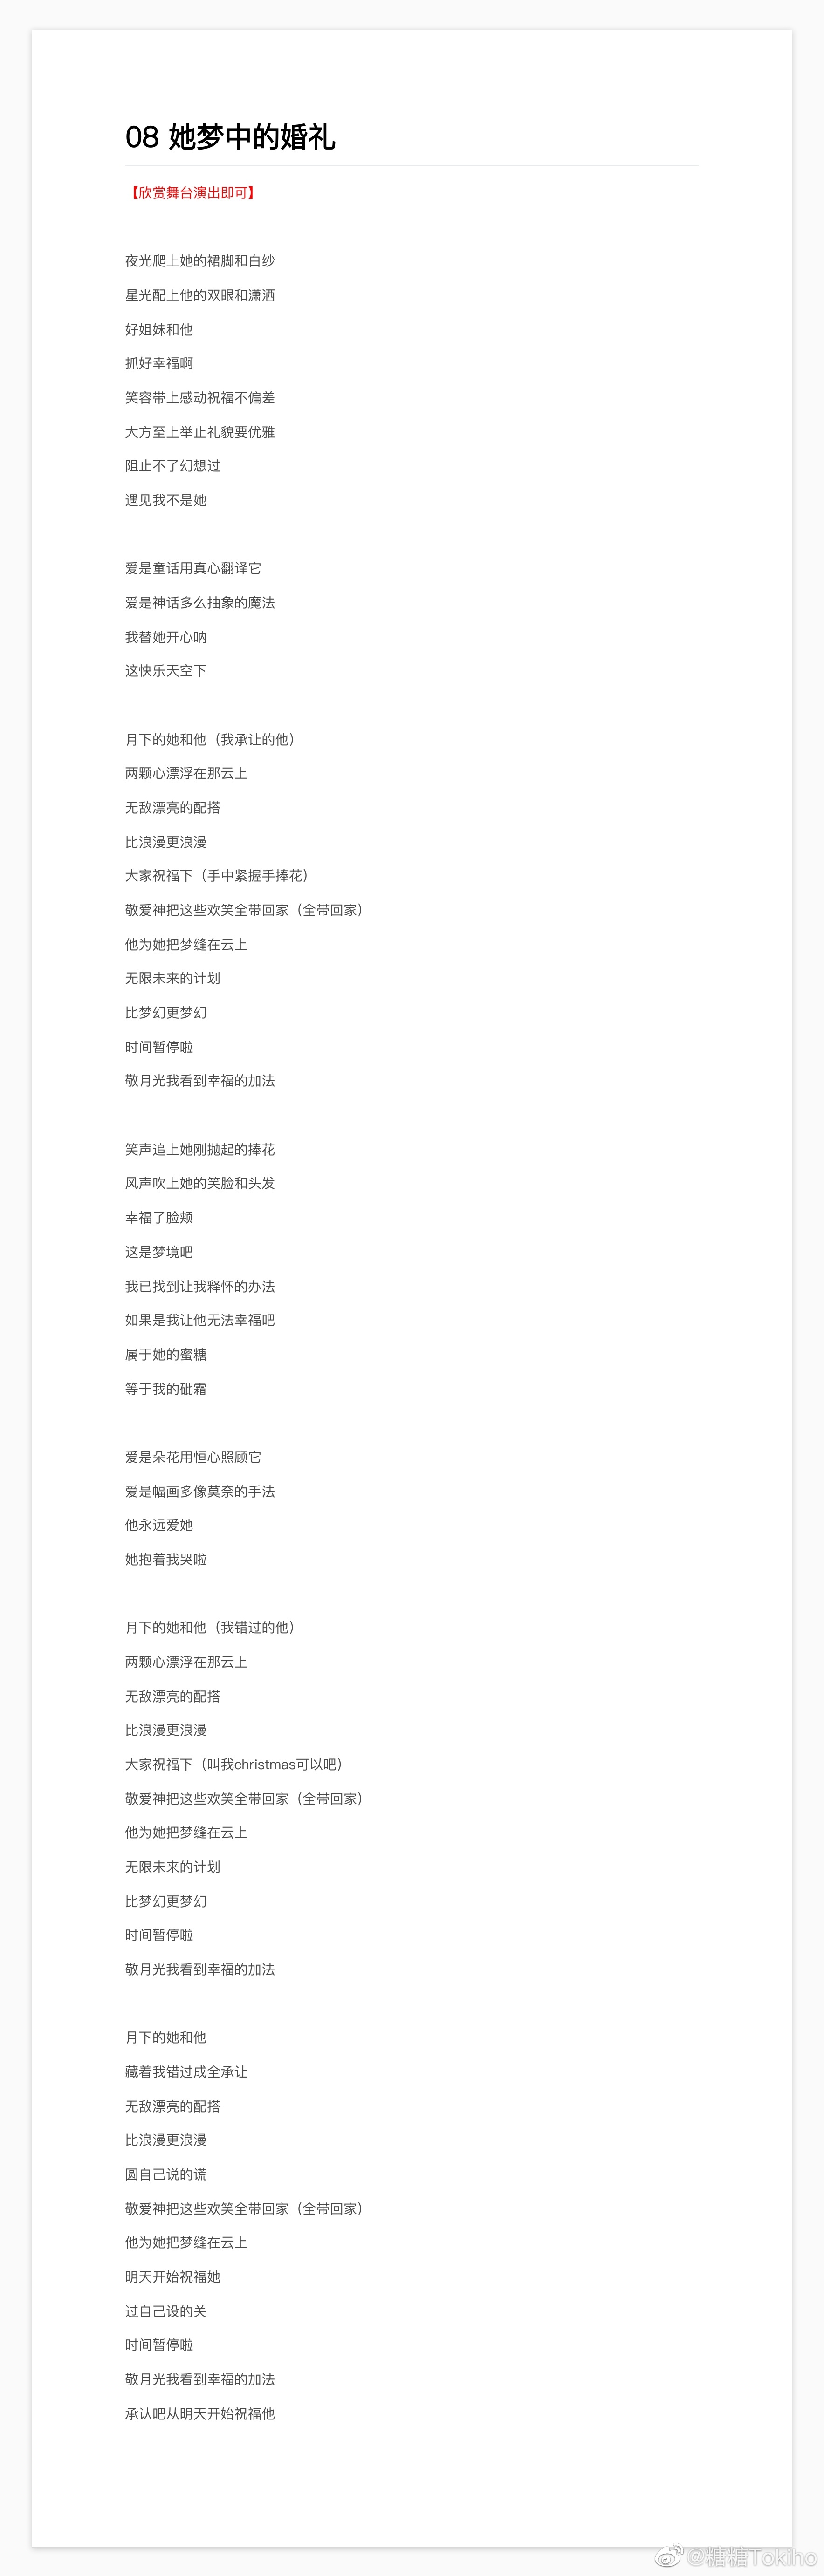 08 她梦中的婚礼
【欣赏舞台演出即可】
夜光爬上她的裙脚和白纱
星光配上他的双眼和潇洒
好姐妹和他
抓好幸福啊
笑容带上感动祝福不偏差
大方至上举止礼貌要优雅
阻止不了幻想过
遇见我不是她
爱是童话用真心翻译它
爱是神话多么抽象的魔法
我替她开心呐
这快乐天空下
月下的她和他（我承让的他）
两颗心漂浮在那云上
无敌漂亮的配搭
比浪漫更浪漫
大家祝福下（手中紧握手捧花）
敬爱神把这些欢笑全带回家（全带回家）
他为她把梦缝在云上
无限未来的计划
比梦幻更梦幻
时间暂停啦
敬月光我看到幸福的加法
笑声追上她刚抛起的捧花
风声吹上她的笑脸和头发
幸福了脸颊
这是梦境吧
我已找到让我释怀的办法
如果是我让他无法幸福吧
属于她的蜜糖
等于我的砒霜
爱是朵花用恒心照顾它
爱是幅画多像莫奈的手法
他永远爱她
她抱着我哭啦
月下的她和他（我错过的他）
两颗心漂浮在那云上
无敌漂亮的配搭
比浪漫更浪漫
大家祝福下（叫我christmas可以吧）
敬爱神把这些欢笑全带回家（全带回家）
他为她把梦缝在云上
无限未来的计划
比梦幻更梦幻
时间暂停啦
敬月光我看到幸福的加法
月下的她和他
藏着我错过成全承让
无敌漂亮的配搭
比浪漫更浪漫
圆自己说的谎
敬爱神把这些欢笑全带回家（全带回家）
他为她把梦缝在云上
明天开始祝福她
过自己设的关
时间暂停啦
敬月光我看到幸福的加法
承认吧从明天开始祝福他
@糖糖Tokiho